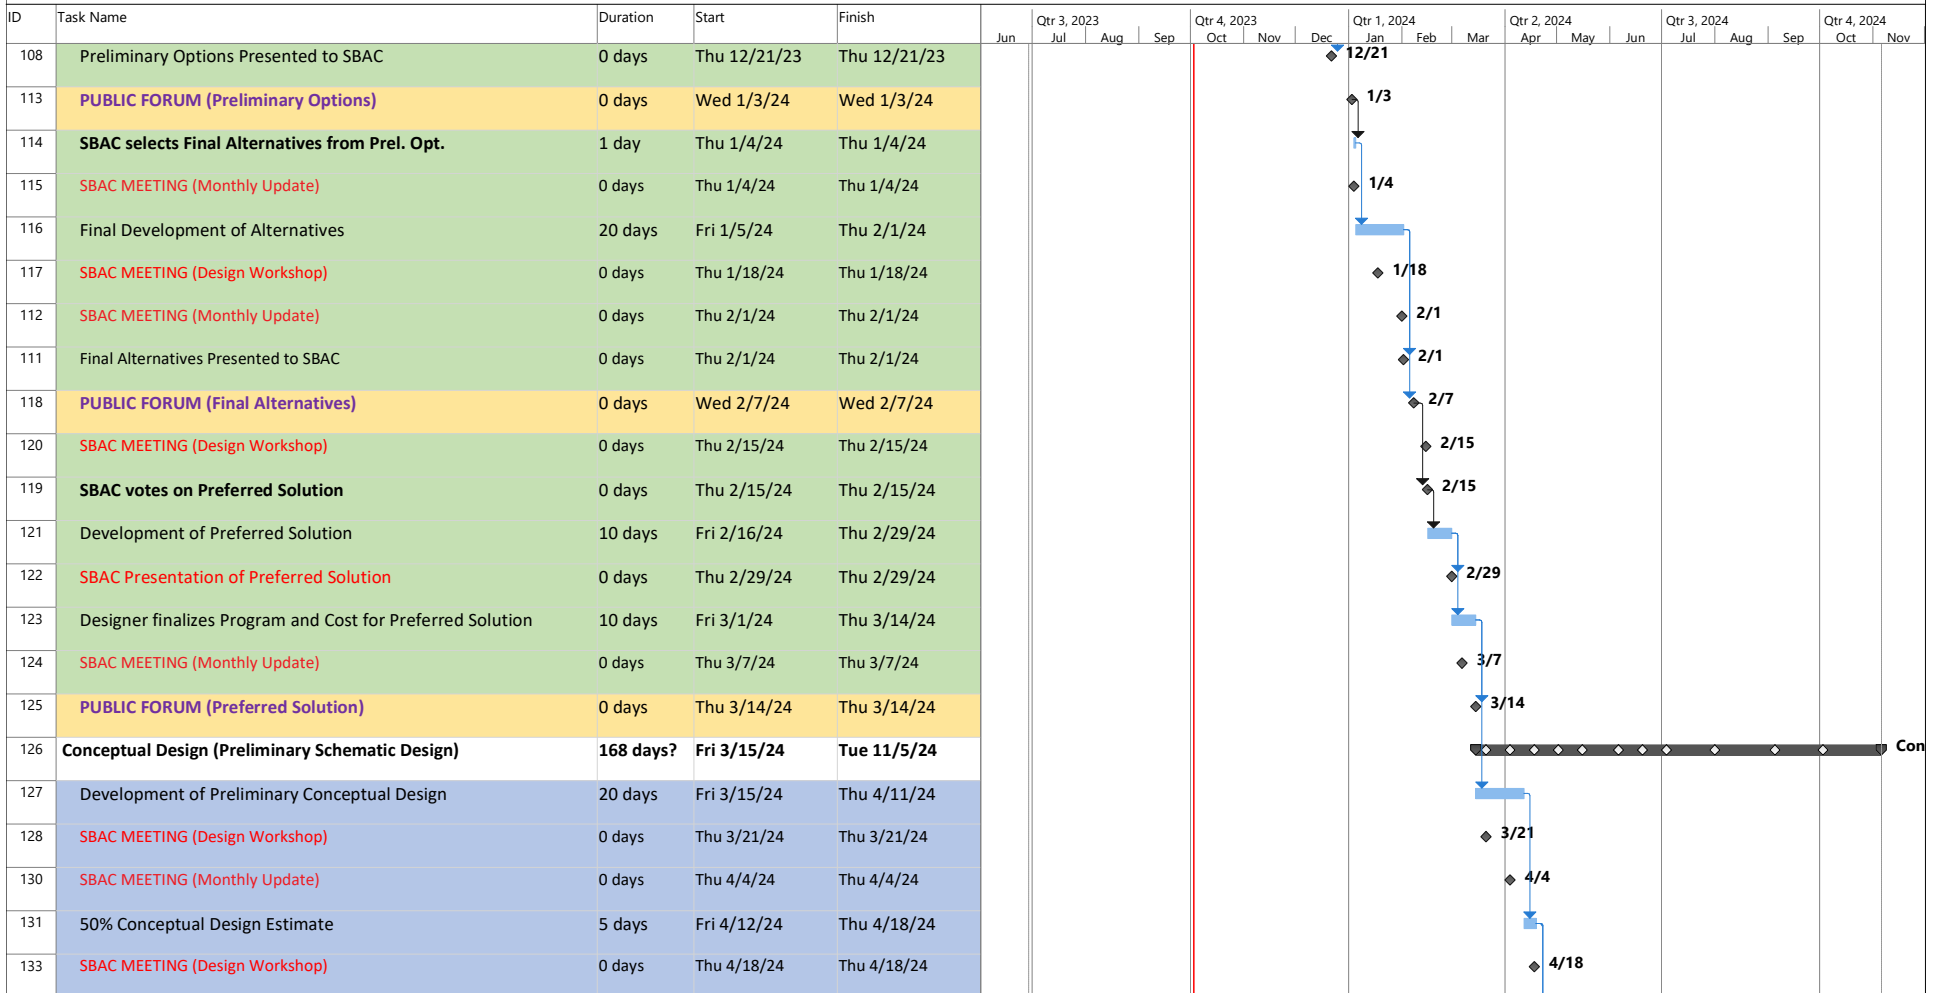 ID Task Name Duration Start Finish
Qtr 3, 2023 Qtr 4, 2023 Qtr 1, 2024 Qtr 2, 2024 Qtr 3, 2024 Qtr 4, 2024
Jun Jul Aug Sep Oct Nov Dec Jan Feb Mar Apr May Jun Jul Aug Sep Oct Nov
108 Preliminary Options Presented to SBAC 0 days Thu 12/21/23 Thu 12/21/23 12/21
113 PUBLIC FORUM (Preliminary Options) 0 days Wed 1/3/24 Wed 1/3/24 1/3
114 SBAC selects Final Alternatives from Prel. Opt. 1 day Thu 1/4/24 Thu 1/4/24
115 SBAC MEETING (Monthly Update) 0 days Thu 1/4/24 Thu 1/4/24 1/4
116 Final Development of Alternatives 20 days Fri 1/5/24 Thu 2/1/24
117 SBAC MEETING (Design Workshop) 0 days Thu 1/18/24 Thu 1/18/24 1/18
112 SBAC MEETING (Monthly Update) 0 days Thu 2/1/24 Thu 2/1/24 2/1
111 Final Alternatives Presented to SBAC 0 days Thu 2/1/24 Thu 2/1/24 2/1
118 PUBLIC FORUM (Final Alternatives) 0 days Wed 2/7/24 Wed 2/7/24 2/7
120 SBAC MEETING (Design Workshop) 0 days Thu 2/15/24 Thu 2/15/24 2/15
119 SBAC votes on Preferred Solution 0 days Thu 2/15/24 Thu 2/15/24 2/15
121 Development of Preferred Solution 10 days Fri 2/16/24 Thu 2/29/24
122 SBAC Presentation of Preferred Solution 0 days Thu 2/29/24 Thu 2/29/24 2/29
123 Designer finalizes Program and Cost for Preferred Solution 10 days Fri 3/1/24 Thu 3/14/24
124 SBAC MEETING (Monthly Update) 0 days Thu 3/7/24 Thu 3/7/24 3/7
125 PUBLIC FORUM (Preferred Solution) 0 days Thu 3/14/24 Thu 3/14/24 3/14
126 Conceptual Design (Preliminary Schematic Design) 168 days? Fri 3/15/24 Tue 11/5/24 Con
127 Development of Preliminary Conceptual Design 20 days Fri 3/15/24 Thu 4/11/24
128 SBAC MEETING (Design Workshop) 0 days Thu 3/21/24 Thu 3/21/24 3/21
130 SBAC MEETING (Monthly Update) 0 days Thu 4/4/24 Thu 4/4/24 4/4
131 50% Conceptual Design Estimate 5 days Fri 4/12/24 Thu 4/18/24
133 SBAC MEETING (Design Workshop) 0 days Thu 4/18/24 Thu 4/18/24 4/18